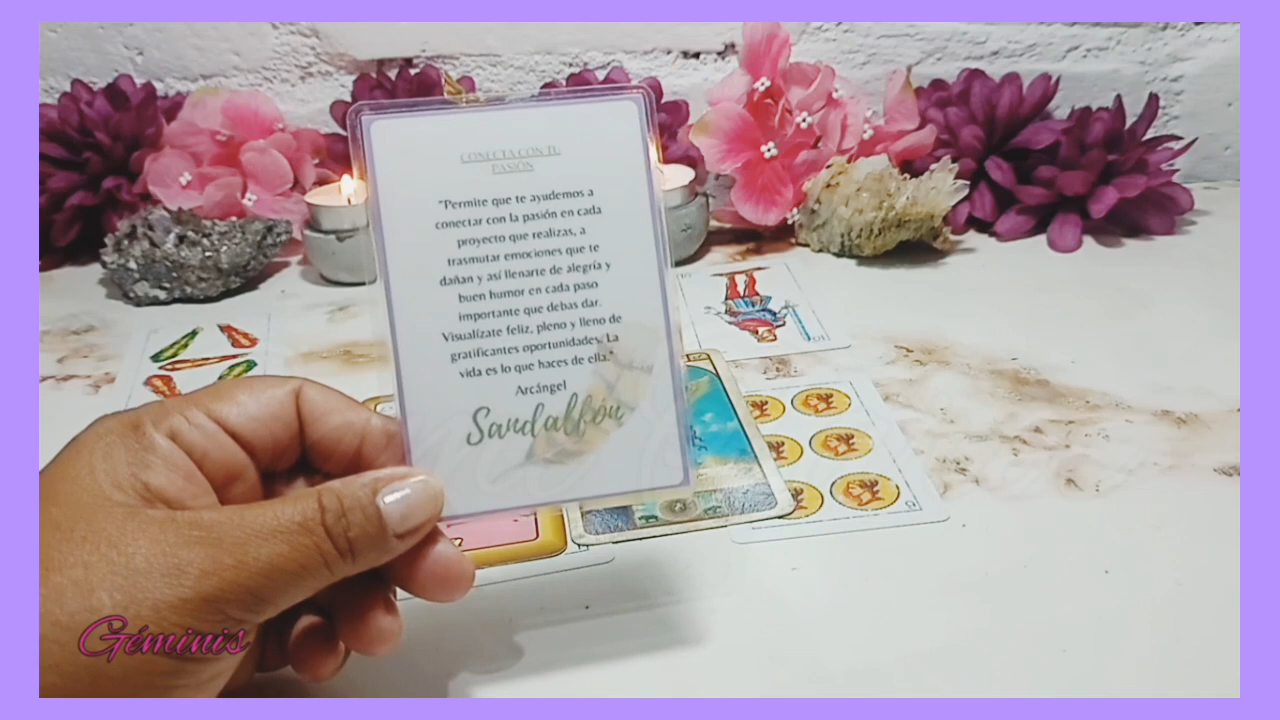 CONECTA CON TU
PASIÓN
"Permite que te ayudemos a
conectar con la pasión en cada
proyecto que realizas, a
trasmutar emociones que te
dañan y así llenarte de alegría y
buen humor en cada paso
importante que debas dar.
Visualízate feliz, pleno y lleno de
gratificantes oportunidades. La
vida es lo que haces de ella."
Arcángel
Sandalfón
Géminis